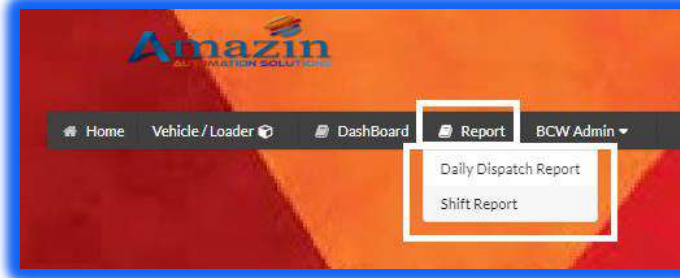 Amazin
AUTOMATION SOLUTIONS
Home Vehicle / Loader DashBoard Report BCW Admin
Daily Dispatch Report
Shift Report